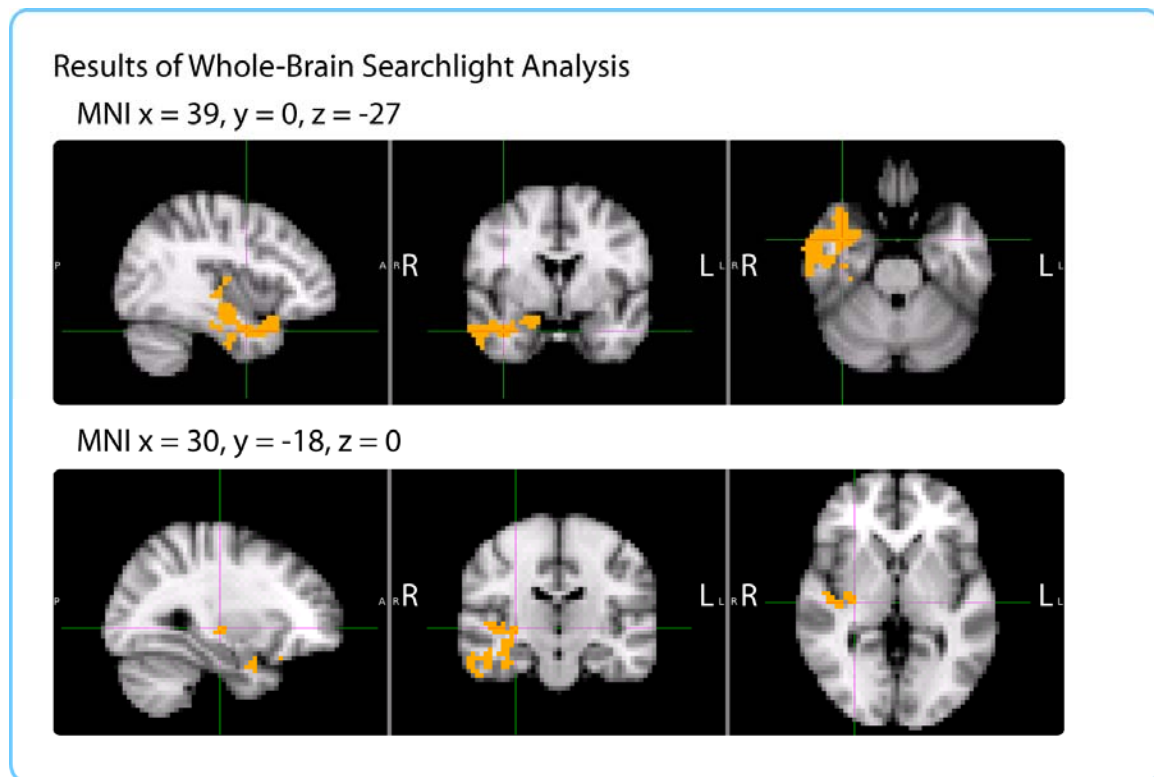 Results of Whole-Brain Searchlight Analysis
MNI x = 39, y = 0, z = -27
P A R R L L R R L L
MNI x = 30, y = -18, z = 0
P A R R L L R R L L